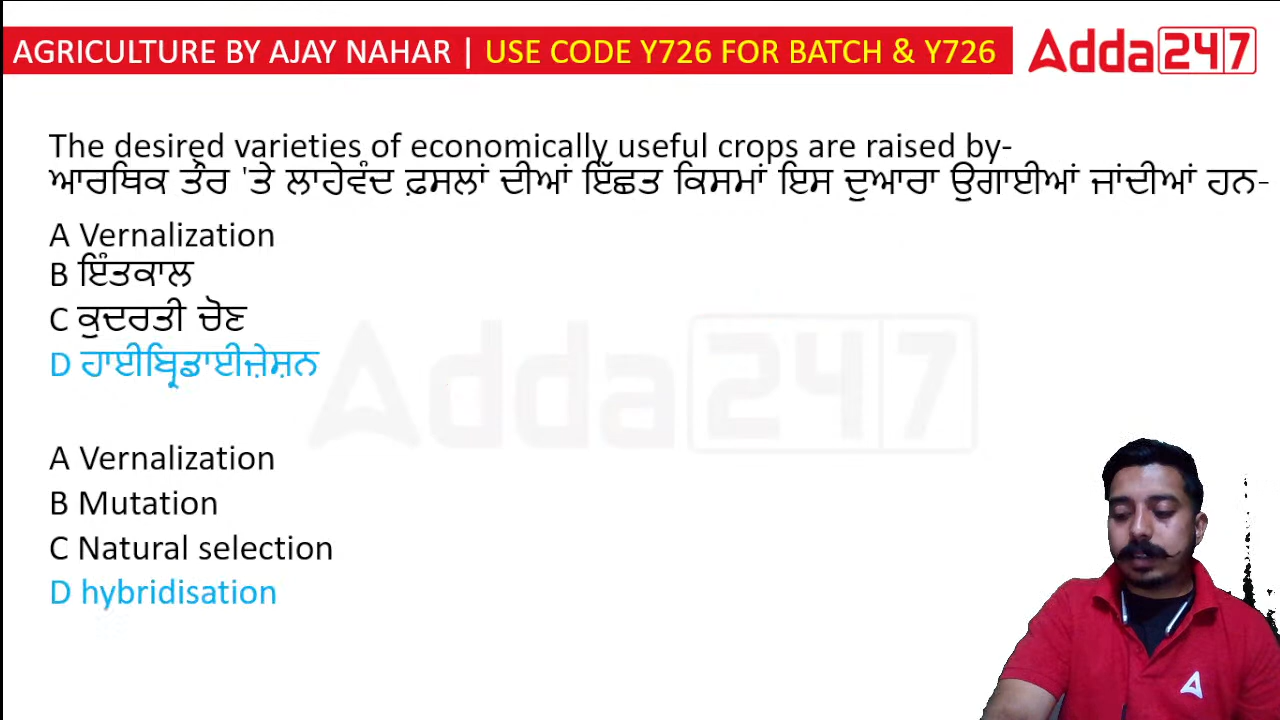 AGRICULTURE BY AJAY NAHAR | USE CODE Y726 FOR BATCH & Y726
Adda247
The desired varieties of economically useful crops are raised by-
ਆਰਥਿਕ ਤੌਰ 'ਤੇ ਲਾਹੇਵੰਦ ਫ਼ਸਲਾਂ ਦੀਆਂ ਇੱਛਤ ਕਿਸਮਾਂ ਇਸ ਦੁਆਰਾ ਉਗਾਈਆਂ ਜਾਂਦੀਆਂ ਹਨ-
A Vernalization
B ਇੰਤਕਾਲ
C ਕੁਦਰਤੀ ਚੋਣ
D ਹਾਈਬ੍ਰਿਡਾਈਜ਼ੇਸ਼ਨ
Adda247
A Vernalization
B Mutation
C Natural selection
D hybridisation